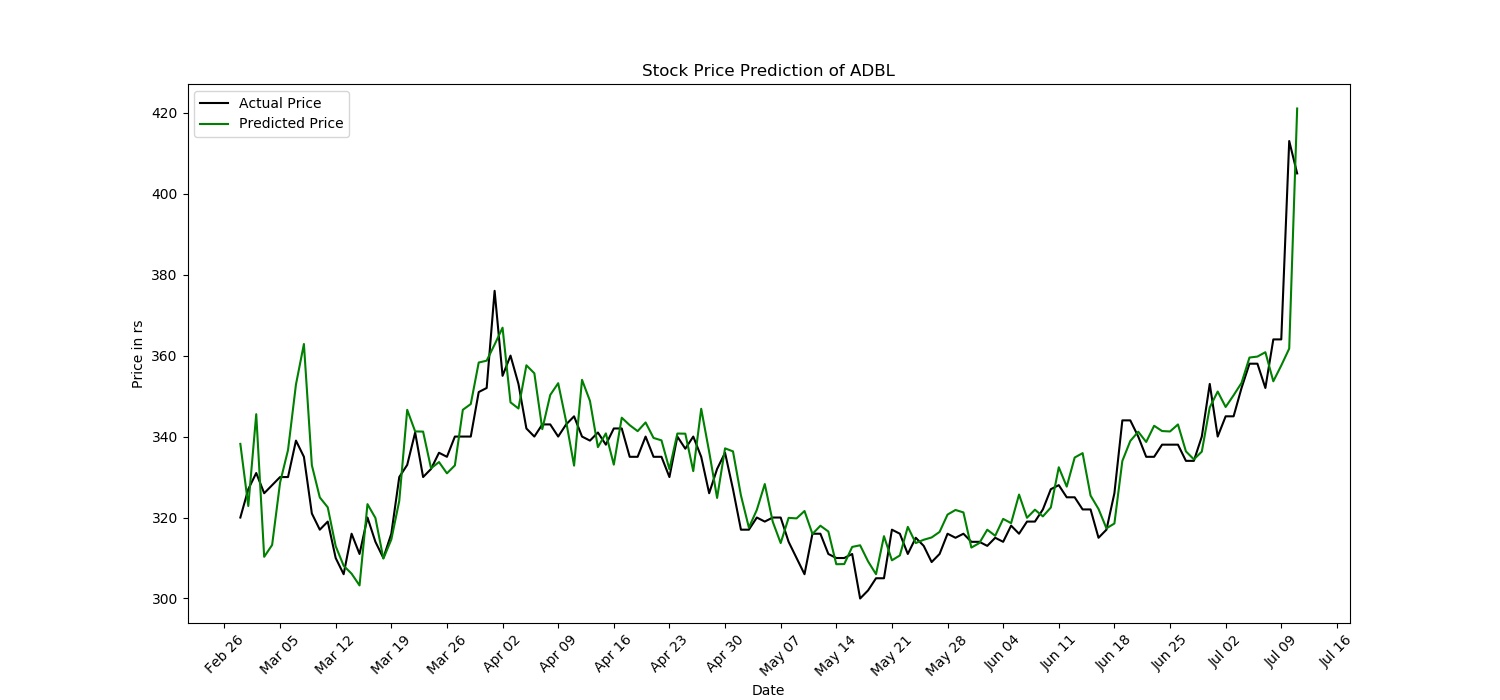 Stock Price Prediction of ADBL
Actual Price
Predicted Price
420
400
380
360
340
320
300
Price in rs
Feb 26
Mar 05
Mar 12
Mar 19
Mar 26
Apr 02
Apr 09
Apr 16
Apr 23
Apr 30
May 07
May 14
May 21
May 28
Jun 04
Jun 11
Jun 18
Jun 25
Jul 02
Jul 09
Jul 16
Date